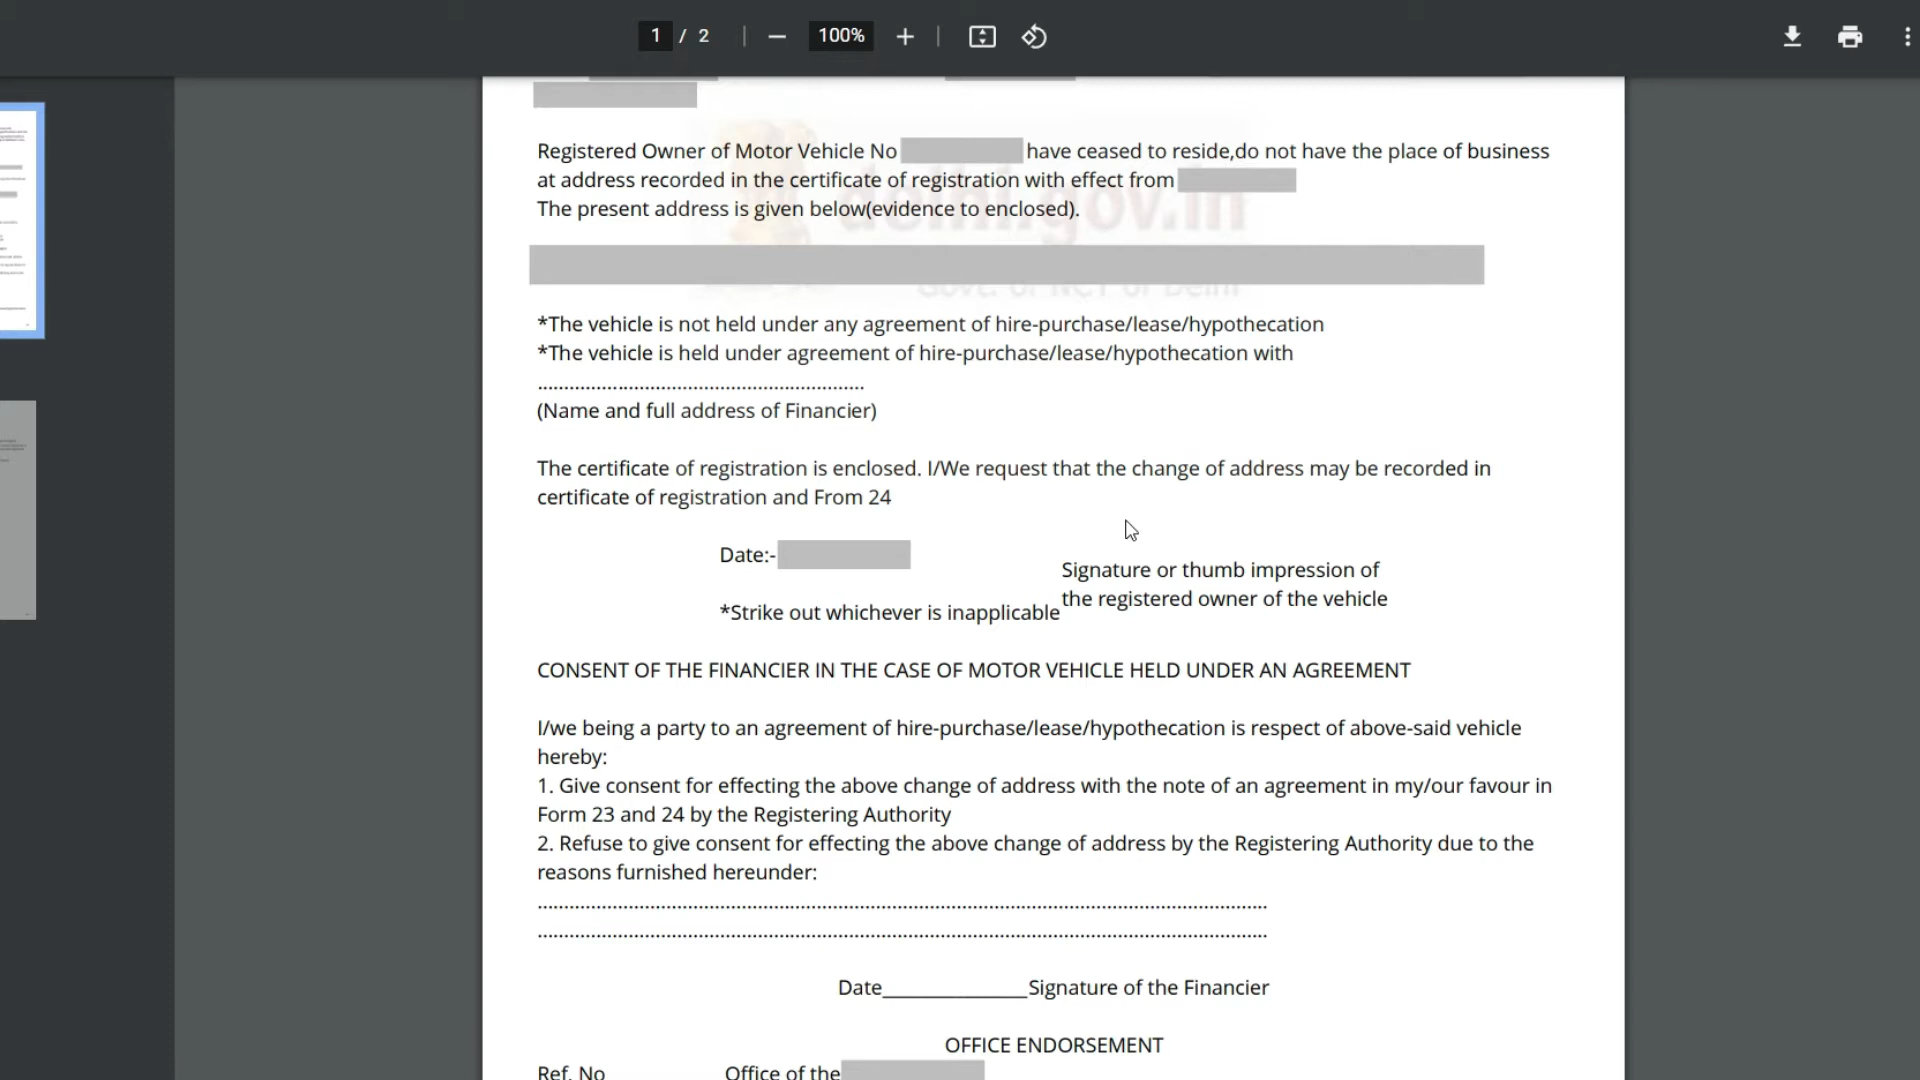 1 / 2 100%
Registered Owner of Motor Vehicle No have ceased to reside,do not have the place of business
at address recorded in the certificate of registration with effect from
The present address is given below(evidence to enclosed).
delhi.gov.in
Govt. of NCT of Delhi
*The vehicle is not held under any agreement of hire-purchase/lease/hypothecation
*The vehicle is held under agreement of hire-purchase/lease/hypothecation with
..............................................................
(Name and full address of Financier)
The certificate of registration is enclosed. I/We request that the change of address may be recorded in
certificate of registration and From 24
Date:-
Signature or thumb impression of
the registered owner of the vehicle
*Strike out whichever is inapplicable
CONSENT OF THE FINANCIER IN THE CASE OF MOTOR VEHICLE HELD UNDER AN AGREEMENT
I/we being a party to an agreement of hire-purchase/lease/hypothecation is respect of above-said vehicle
hereby:
1. Give consent for effecting the above change of address with the note of an agreement in my/our favour in
Form 23 and 24 by the Registering Authority
2. Refuse to give consent for effecting the above change of address by the Registering Authority due to the
reasons furnished hereunder:
...........................................................................................................................................
...........................................................................................................................................
Date______________Signature of the Financier
OFFICE ENDORSEMENT
Ref. No Office of the